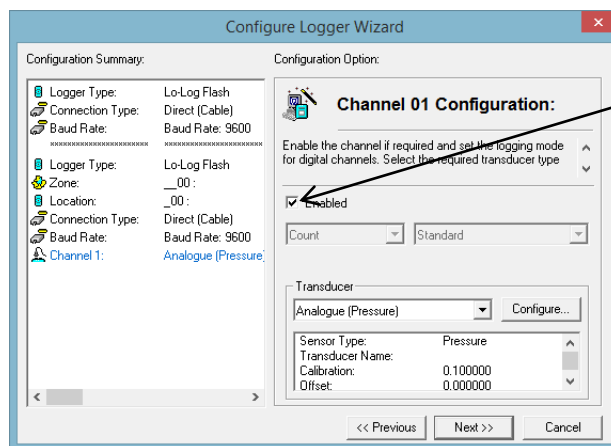 Configure Logger Wizard
Configuration Summary:
Logger Type: Lo-Log Flash
Connection Type: Direct (Cable)
Baud Rate: Baud Rate: 9600
Logger Type: Lo-Log Flash
Zone: __00 :
Location: _00 :
Connection Type: Direct (Cable)
Baud Rate: Baud Rate: 9600
Channel 1: Analogue (Pressure)
Configuration Option:
Channel 01 Configuration:
Enable the channel if required and set the logging mode
for digital channels. Select the required transducer type
Enabled
Count Standard
Transducer
Analogue (Pressure) Configure...
Sensor Type: Pressure
Transducer Name:
Calibration: 0.100000
Offset: 0.000000
<< Previous Next >> Cancel